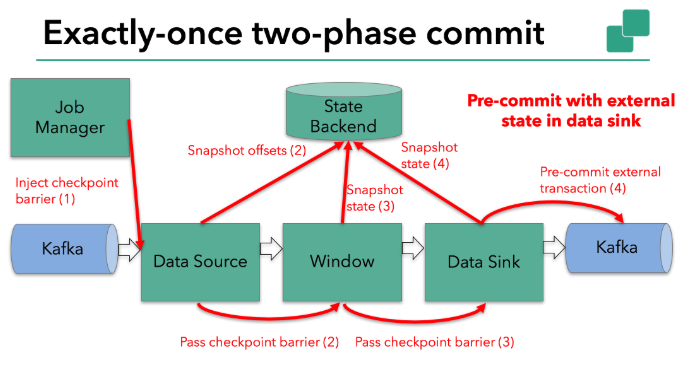 Exactly-once two-phase commit
Job
Manager
State
Backend
Pre-commit with external
state in data sink
Snapshot offsets (2)
Snapshot
state (4)
Pre-commit external
transaction (4)
Inject checkpoint
barrier (1)
Snapshot
state (3)
Kafka
Data Source
Window
Data Sink
Kafka
Pass checkpoint barrier (2)
Pass checkpoint barrier (3)